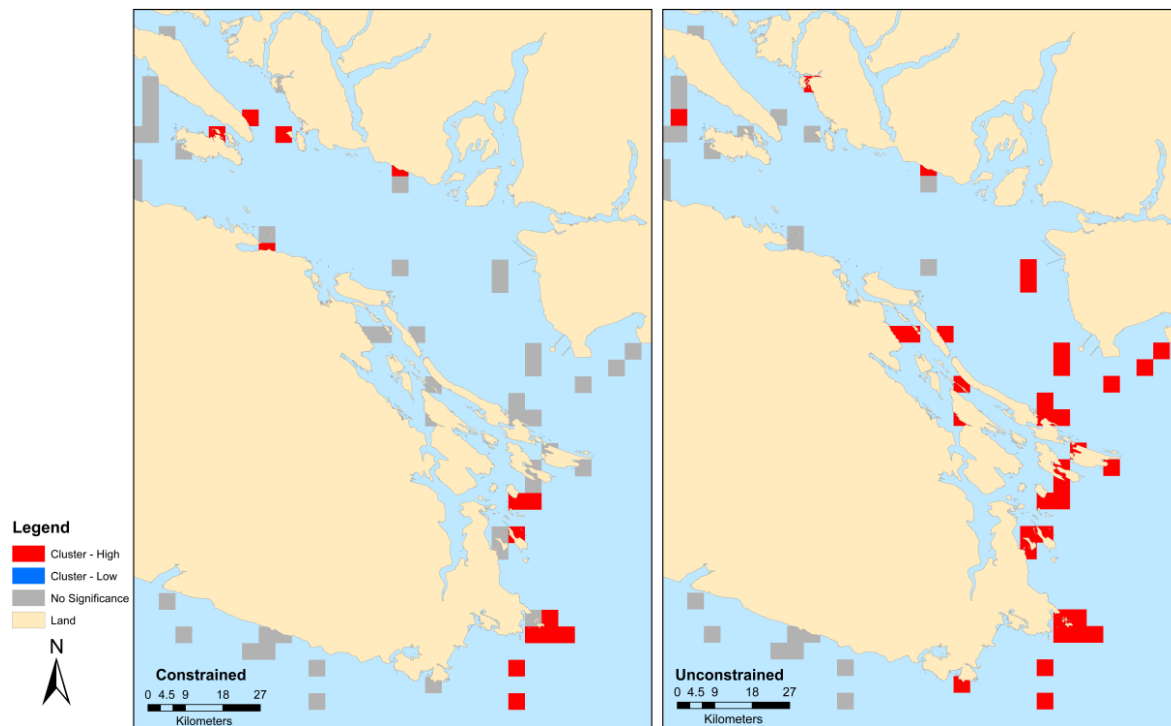 Legend
Cluster - High
Cluster - Low
No Significance
Land
N
Constrained
0 4.5 9 18 27
Kilometers
Unconstrained
0 4.5 9 18 27
Kilometers